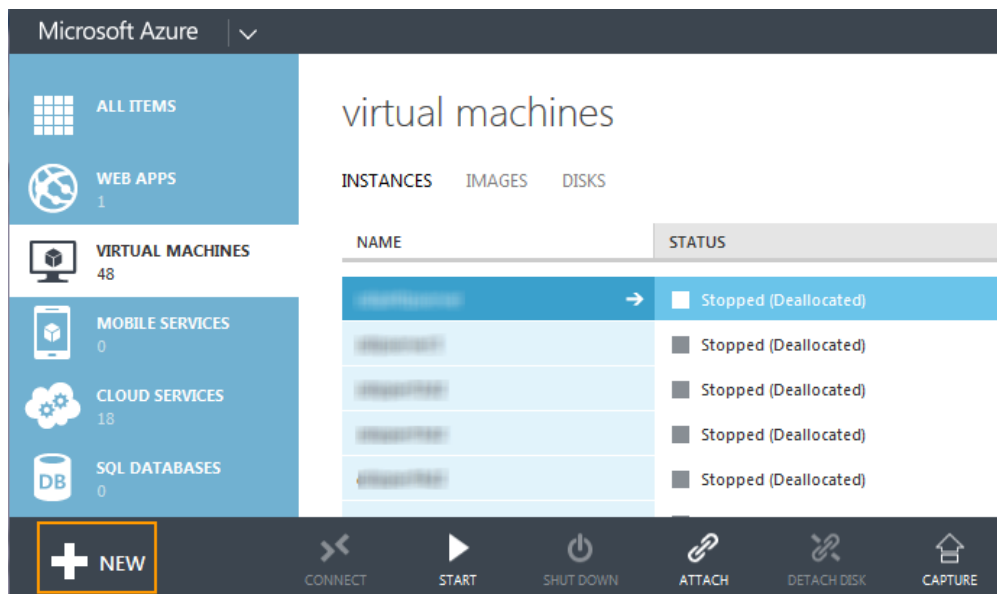 Microsoft Azure
ALL ITEMS
WEB APPS
1
VIRTUAL MACHINES
48
MOBILE SERVICES
0
CLOUD SERVICES
18
SQL DATABASES
0
DB
virtual machines
INSTANCES IMAGES DISKS
NAME STATUS
Stopped (Deallocated)
Stopped (Deallocated)
Stopped (Deallocated)
Stopped (Deallocated)
Stopped (Deallocated)
NEW CONNECT START SHUT DOWN ATTACH DETACH DISK CAPTURE